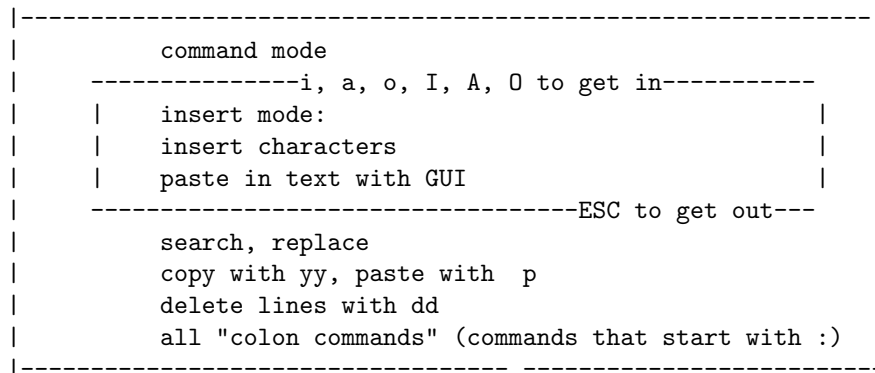 |-------------------------------------------------------------
|         command mode
|    ---------------i, a, o, I, A, O to get in-----------
|    |    insert mode:                                   |
|    |    insert characters                              |
|    |    paste in text with GUI                         |
|    -----------------------------------ESC to get out---
|         search, replace
|         copy with yy, paste with  p
|         delete lines with dd
|         all "colon commands" (commands that start with :)
|----------------------------------- --------------------------